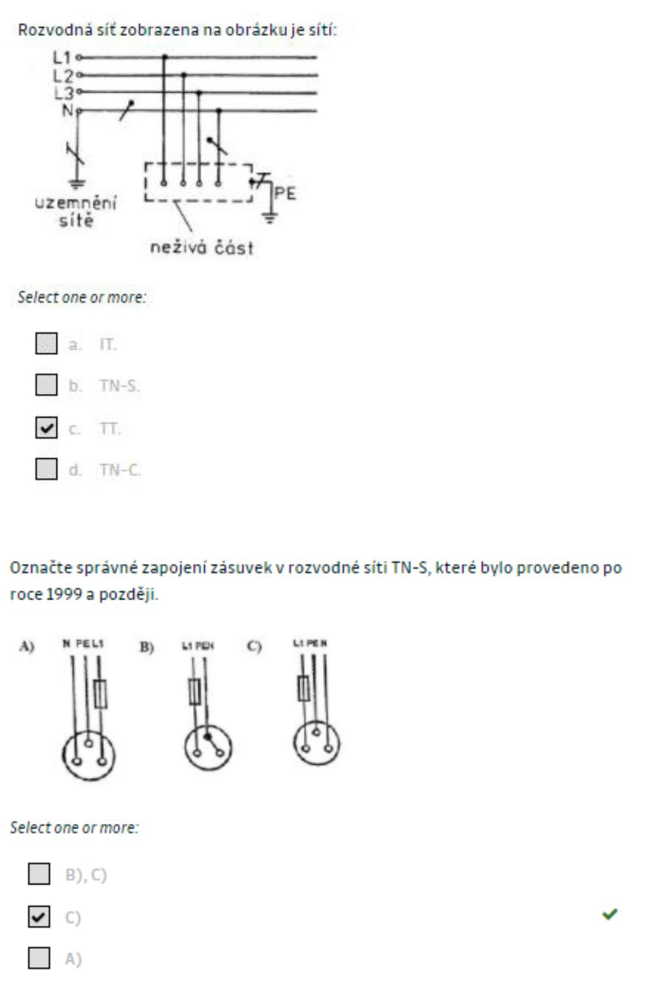 Rozvodná síť zobrazena na obrázku je sítí:
L1
L2
L3
N
PE
uzemnění
sítě
neživá část
Select one or more:
a. IT.
b. TN-S.
c. TT.
d. TN-C.
Označte správné zapojení zásuvek v rozvodné síti TN-S, které bylo provedeno po
roce 1999 a později.
A) N PE L1 B) L1 PEN C) L1 PE N
Select one or more:
B), C)
C)
A)